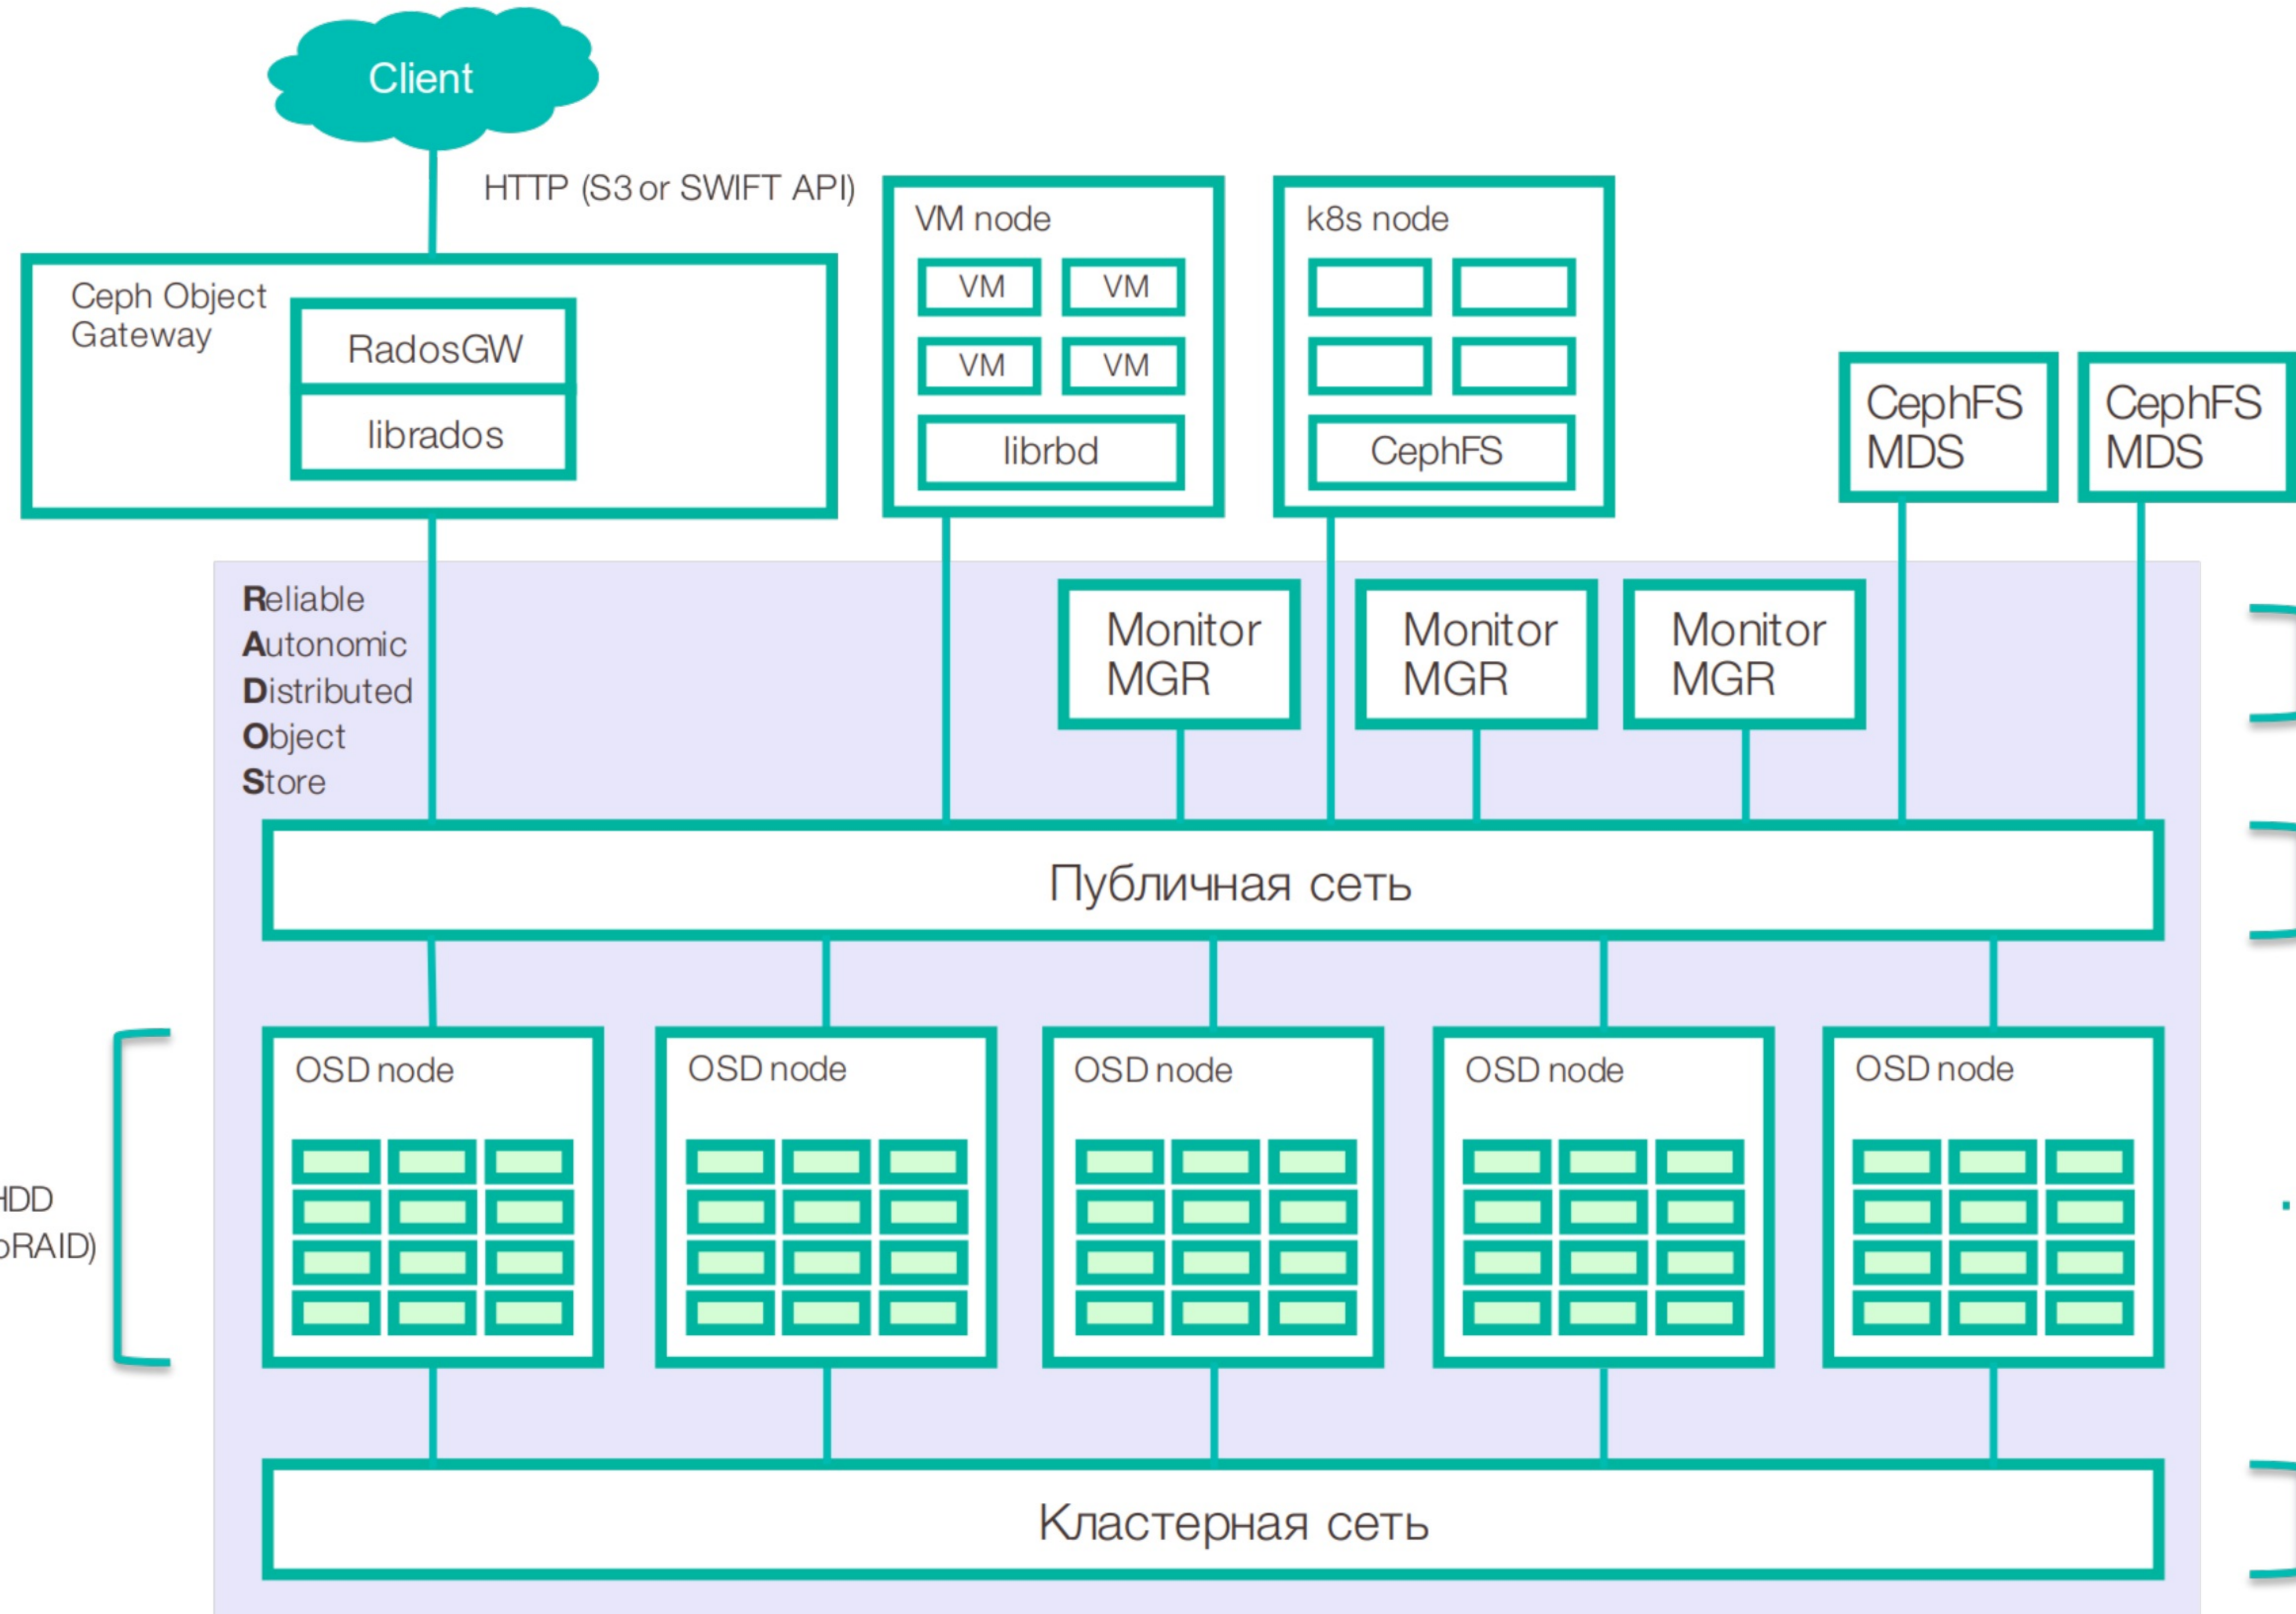 Client
HTTP (S3 or SWIFT API)
Ceph Object
Gateway
RadosGW
librados
VM node
VM VM
VM VM
librbd
k8s node
CephFS
CephFS
MDS
CephFS
MDS
Reliable
Autonomic
Distributed
Object
Store
Monitor
MGR
Monitor
MGR
Monitor
MGR
Публичная сеть
OSD node
OSD node
OSD node
OSD node
OSD node
HDD
RAID)
Кластерная сеть